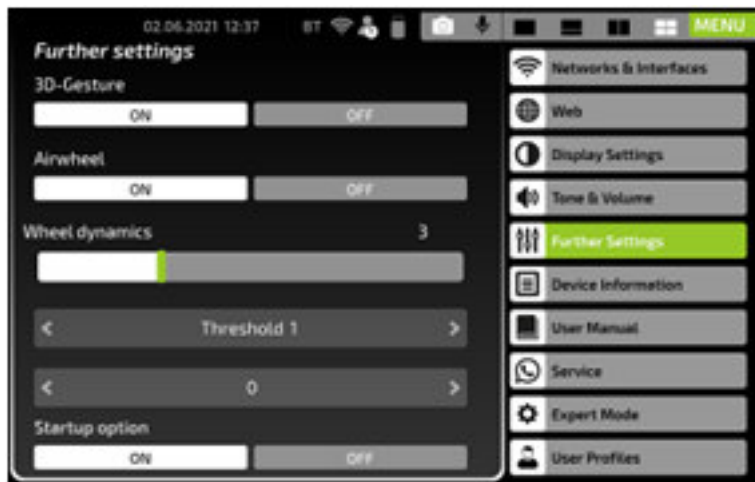 02.06.2021 12:37 BT MENU
Further settings
3D-Gesture
ON OFF
Airwheel
ON OFF
Wheel dynamics 3
< Threshold 1 >
< 0 >
Startup option
ON OFF
Networks & Interfaces
Web
Display Settings
Tone & Volume
Further Settings
Device Information
User Manual
Service
Expert Mode
User Profiles